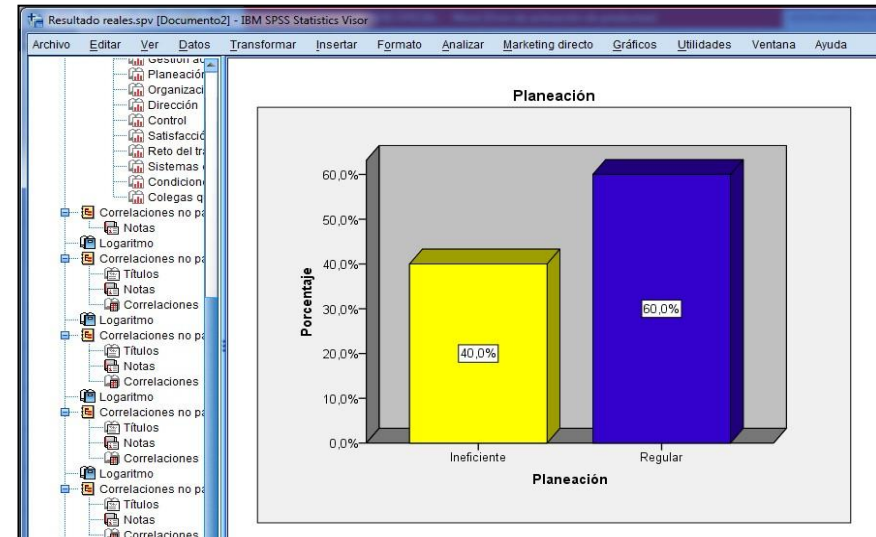 Resultado reales.spv [Documento2] - IBM SPSS Statistics Visor
Archivo Editar Ver Datos Transformar Insertar Formato Analizar Marketing directo Gráficos Utilidades Ventana Ayuda
Planeación
Organizaci
Dirección
Control
Satisfacció
Reto del tra
Sistemas
Condicione
Colegas q
Correlaciones no pa
Notas
Logaritmo
Correlaciones no pa
Títulos
Notas
Correlaciones
Logaritmo
Correlaciones no pa
Títulos
Notas
Correlaciones
Logaritmo
Correlaciones no pa
Títulos
Notas
Correlaciones
Logaritmo
Correlaciones no pa
Títulos
Notas
Correlaciones
Planeación
60,0%
50,0%
40,0%
30,0%
20,0%
10,0%
0,0%
Porcentaje
40,0%
60,0%
Ineficiente Regular
Planeación